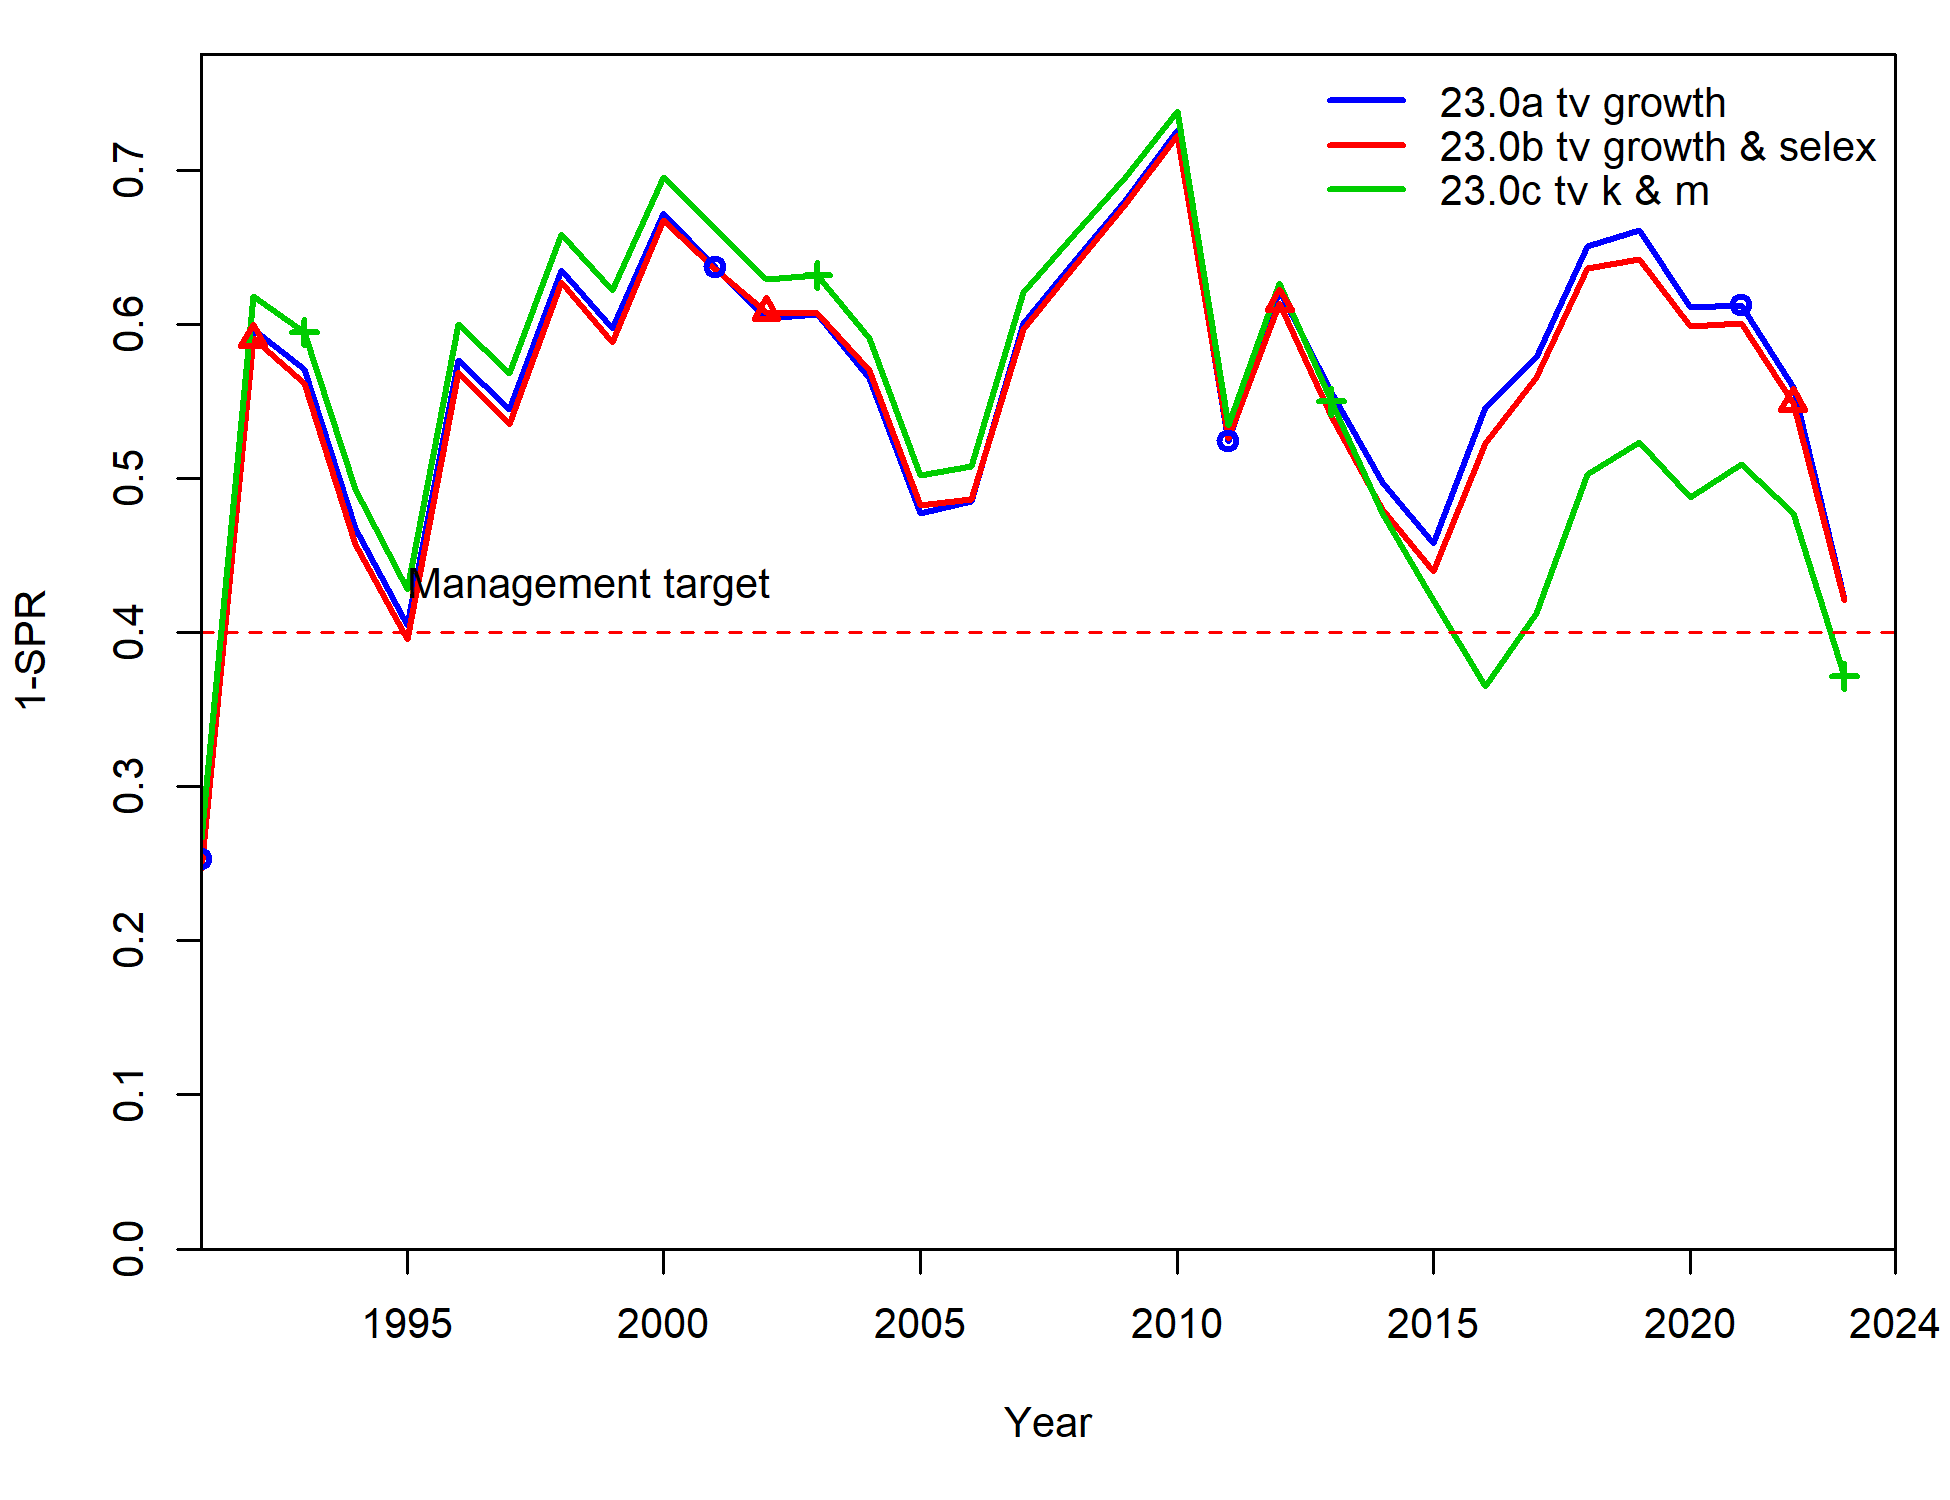 23.0a tv growth
23.0b tv growth & selex
23.0c tv k & m
0.7
0.6
0.5
Management target
0.4
1-SPR
0.3
0.2
0.1
0.0
1995 2000 2005 2010 2015 2020 2024
Year